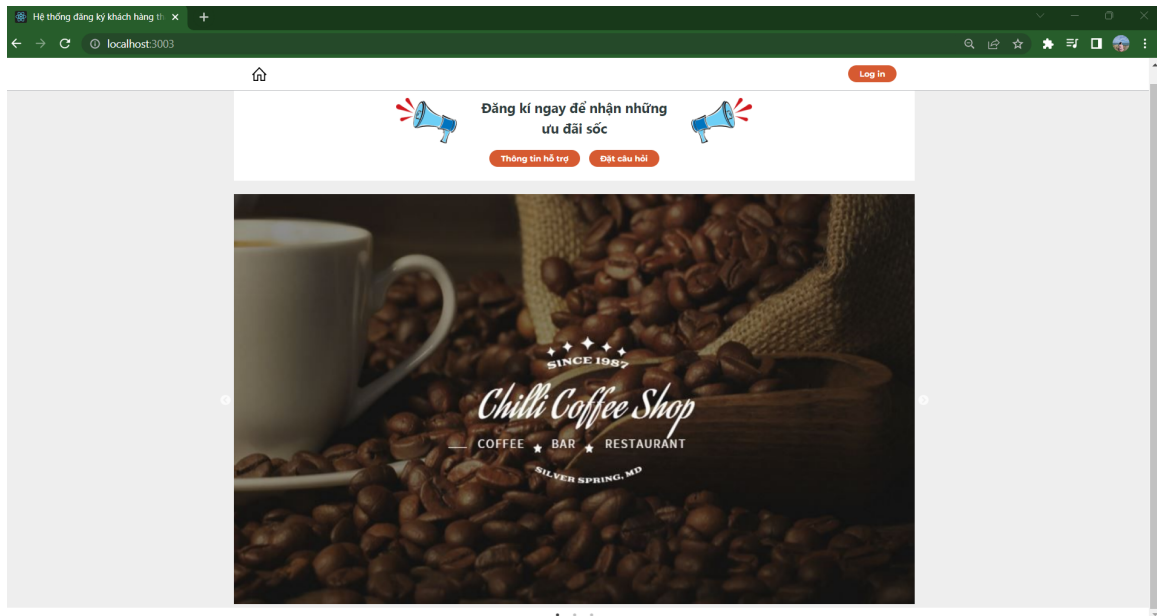 Hệ thống đăng ký khách hàng th
localhost:3003
Log in
Đăng kí ngay để nhận những
ưu đãi sốc
Thông tin hỗ trợ
Đặt câu hỏi
SINCE 1987
Chilli Coffee Shop
COFFEE BAR RESTAURANT
SILVER SPRING, MD